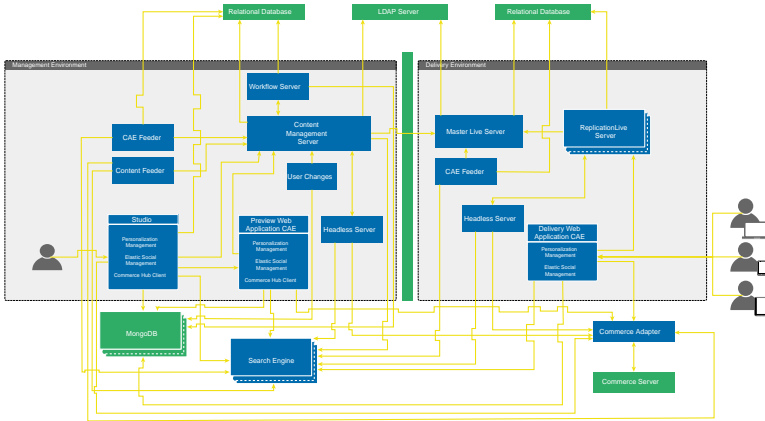 Relational Database
LDAP Server
Relational Database
Management Environment
Delivery Environment
Workflow Server
CAE Feeder
Content
Management
Server
Master Live Server
ReplicationLive
Server
Content Feeder
User Changes
CAE Feeder
Studio
Personalization
Management
Elastic Social
Management
Commerce Hub Client
Preview Web
Application CAE
Personalization
Management
Elastic Social
Management
Commerce Hub Client
Headless Server
Headless Server
Delivery Web
Application CAE
Personalization
Management
Elastic Social
Management
MongoDB
Search Engine
Commerce Adapter
Commerce Server